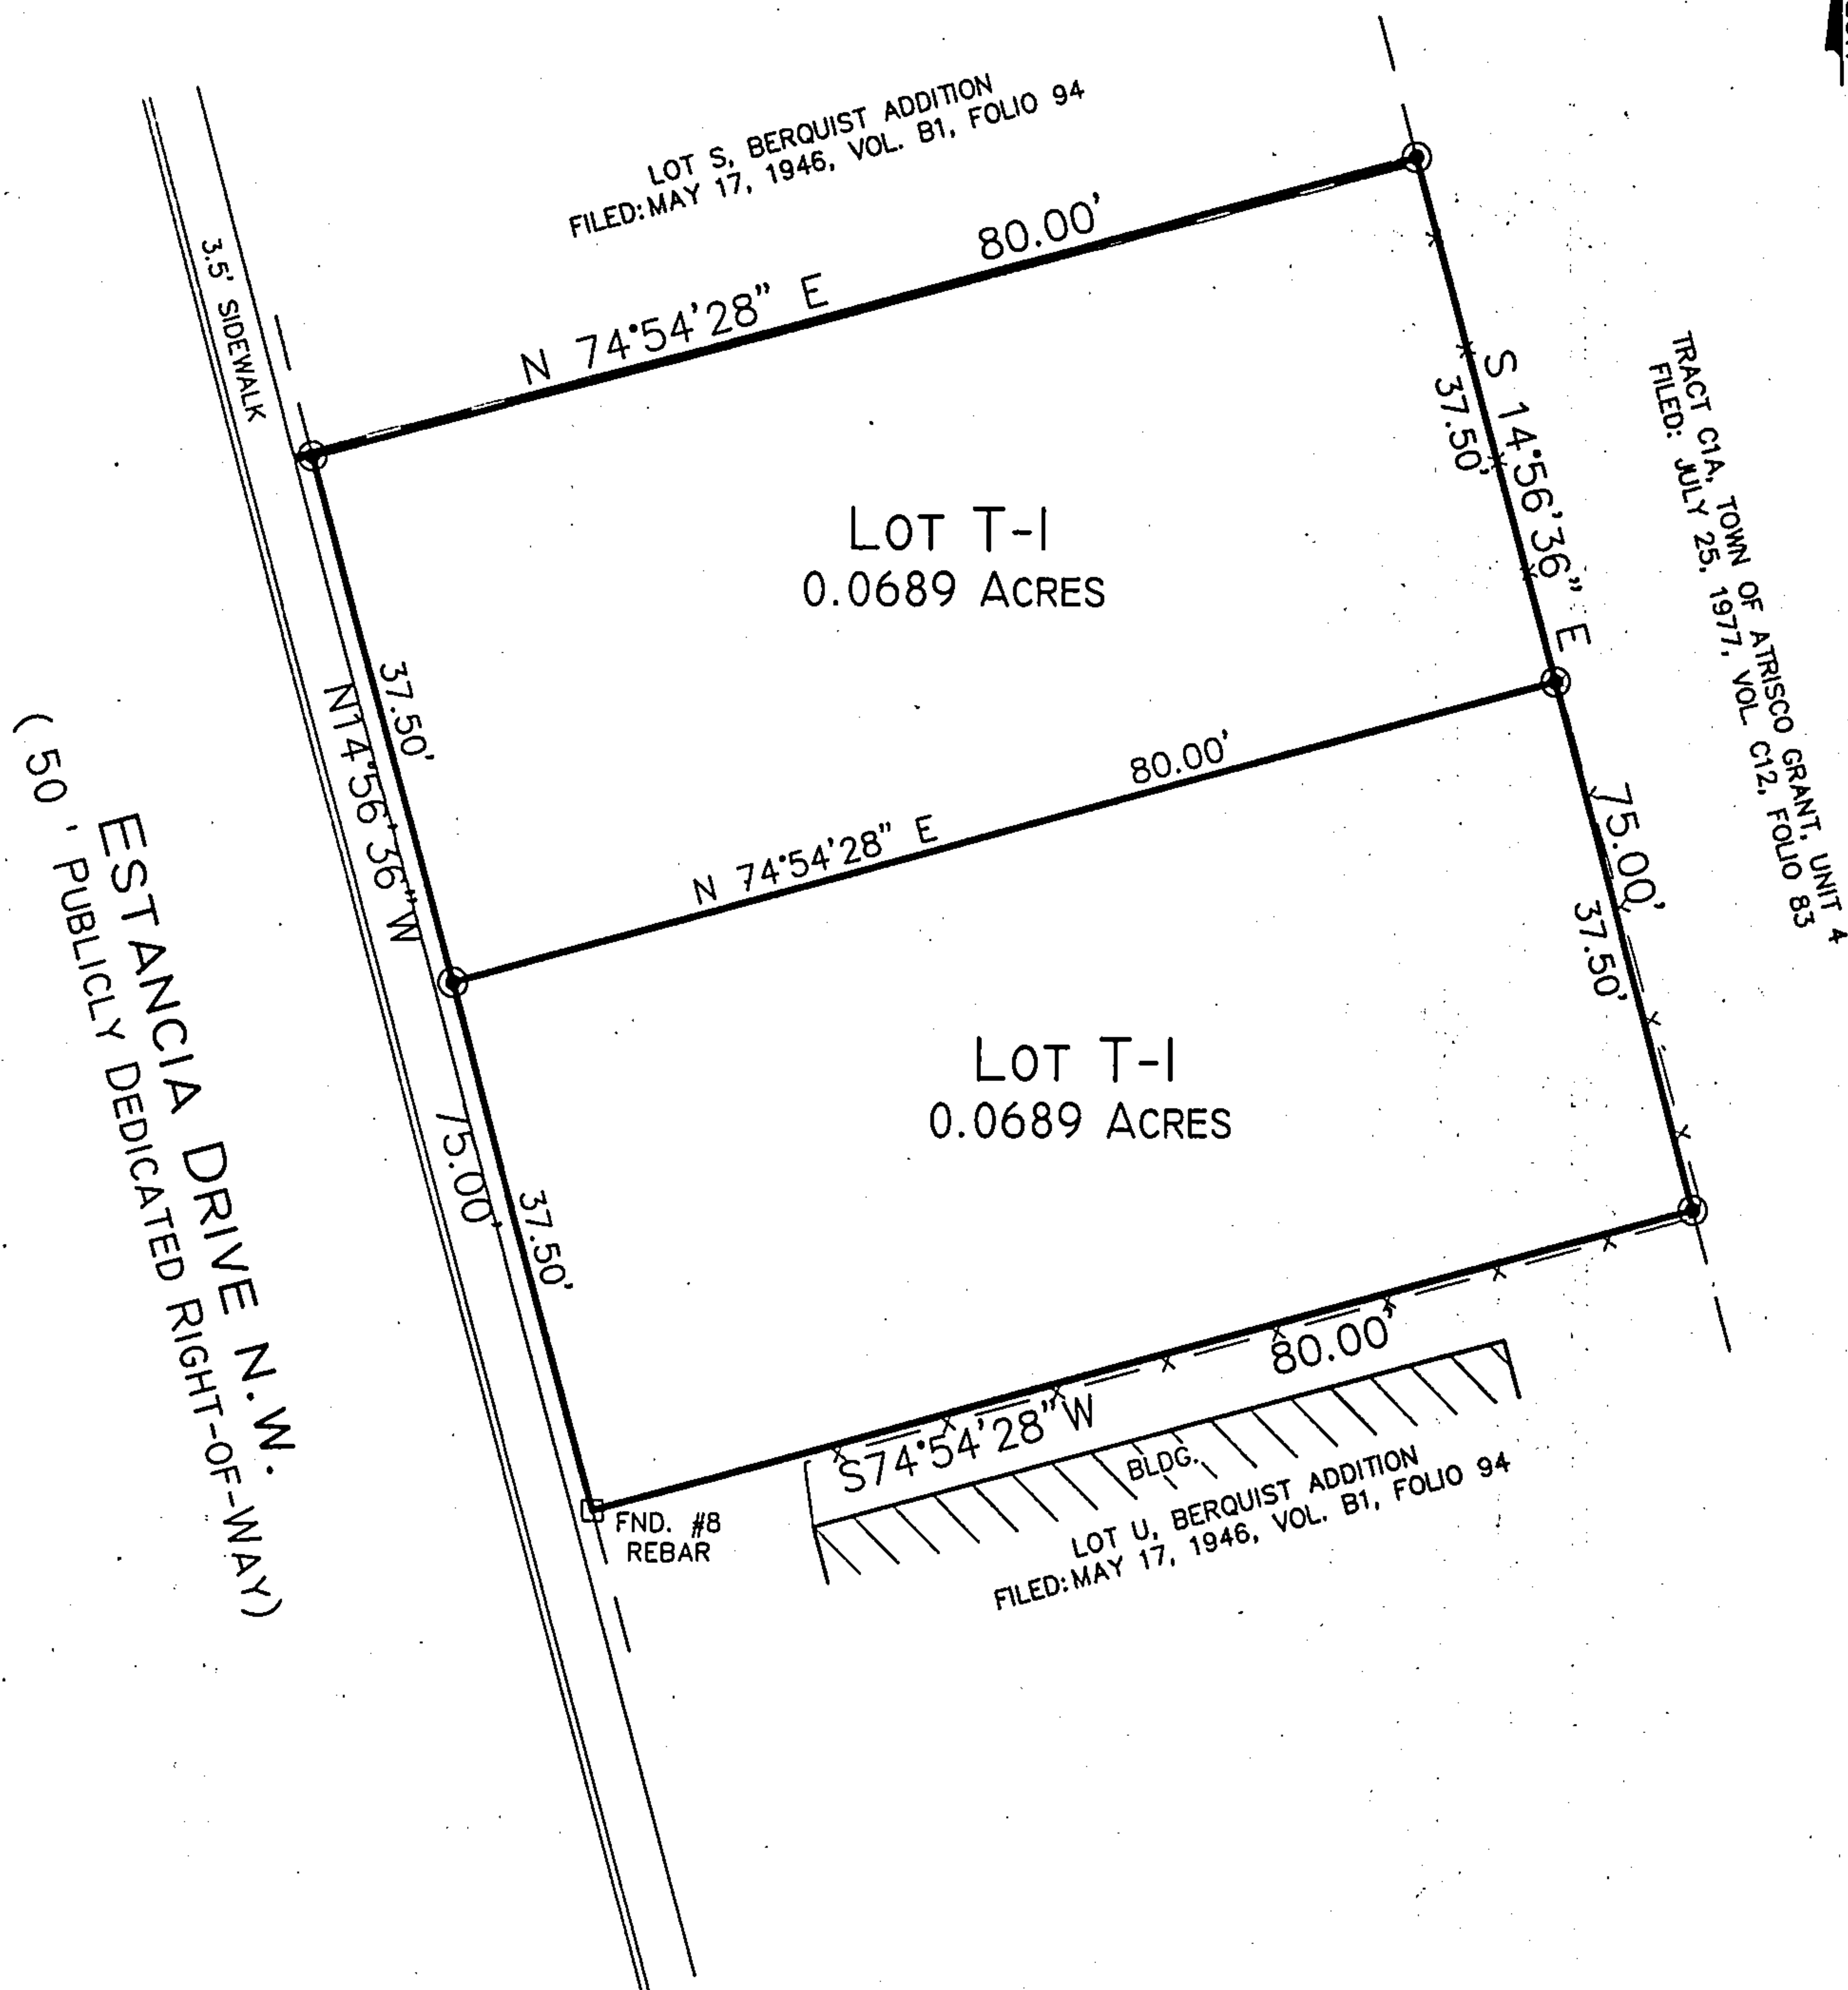 LOT S, BERQUIST ADDITION
FILED: MAY 17, 1946, VOL. B1, FOLIO 94
80.00'
N 74°54'28" E
3.5' SIDEWALK
S 14°56'36" E
37.50'
TRACT C1A, TOWN OF ATRISCO GRANT, UNIT 4
FILED: JULY 25, 1977, VOL. C12, FOLIO 83
LOT T-1
0.0689 ACRES
37.50'
N14°56'36"W
80.00'
N 74°54'28" E
75.00'
37.50'
ESTANCIA DRIVE N.W.
( 50 ' PUBLICLY DEDICATED RIGHT-OF-WAY)
LOT T-1
0.0689 ACRES
75.00'
37.50'
80.00'
S74°54'28"W
BLDG.
FND. #8
REBAR
LOT U, BERQUIST ADDITION
FILED: MAY 17, 1946, VOL. B1, FOLIO 94